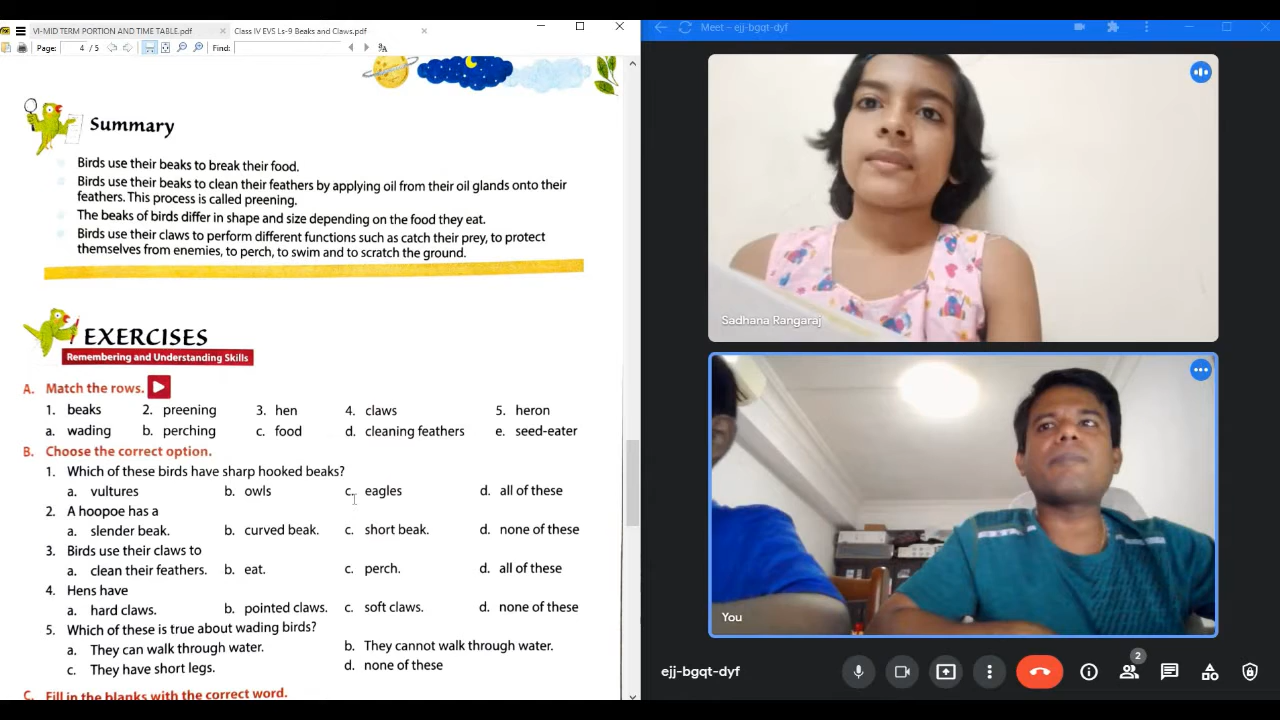 VI-MID TERM PORTION AND TIME TABLE.pdf
Class IV EVS Ls-9 Beaks and Claws.pdf
Page: 4 / 5 Find:
Summary
Birds use their beaks to break their food.
Birds use their beaks to clean their feathers by applying oil from their oil glands onto their
feathers. This process is called preening.
The beaks of birds differ in shape and size depending on the food they eat.
Birds use their claws to perform different functions such as catch their prey, to protect
themselves from enemies, to perch, to swim and to scratch the ground.
EXERCISES
Remembering and Understanding Skills
A. Match the rows.
1. beaks 2. preening 3. hen 4. claws 5. heron
a. wading b. perching c. food d. cleaning feathers e. seed-eater
B. Choose the correct option.
1. Which of these birds have sharp hooked beaks?
a. vultures b. owls c. eagles d. all of these
2. A hoopoe has a
a. slender beak. b. curved beak. c. short beak. d. none of these
3. Birds use their claws to
a. clean their feathers. b. eat. c. perch. d. all of these
4. Hens have
a. hard claws. b. pointed claws. c. soft claws. d. none of these
5. Which of these is true about wading birds?
a. They can walk through water. b. They cannot walk through water.
c. They have short legs. d. none of these
C. Fill in the blanks with the correct word.
Meet – ejj-bgqt-dyf
Sadhana Rangaraj
You
ejj-bgqt-dyf
2